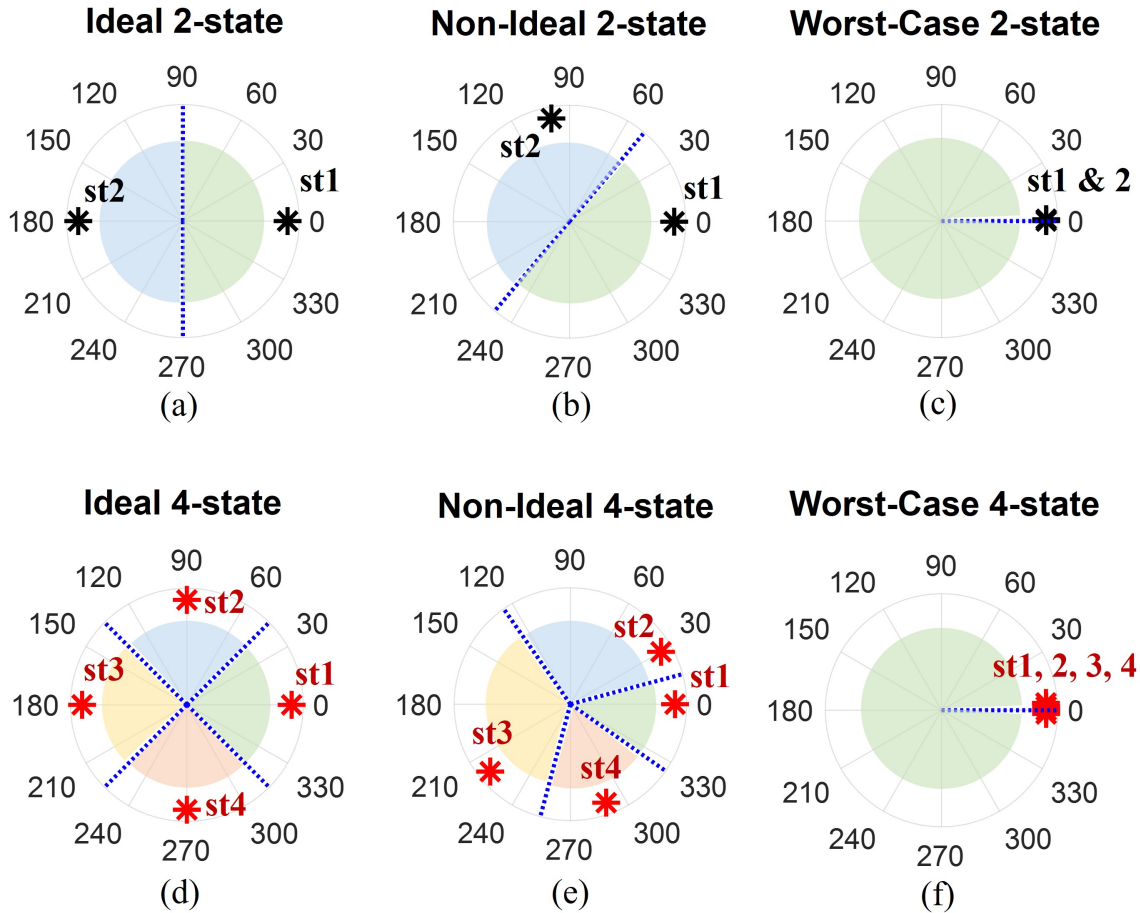 Ideal 2-state
90
120 60
150 30
st2 st1
180 0
210 330
240 300
270
(a)
Non-Ideal 2-state
90
120 60
150 30
st2
st1
180 0
210 330
240 300
270
(b)
Worst-Case 2-state
90
120 60
150 30
st1 & 2
180 0
210 330
240 300
270
(c)
Ideal 4-state
90
120 60
st2
150 30
st3 st1
180 0
210 330
st4
240 300
270
(d)
Non-Ideal 4-state
90
120 60
150 30
st2
st1
180 0
st3
st4
210 330
240 300
270
(e)
Worst-Case 4-state
90
120 60
150 30
st1, 2, 3, 4
180 0
210 330
240 300
270
(f)